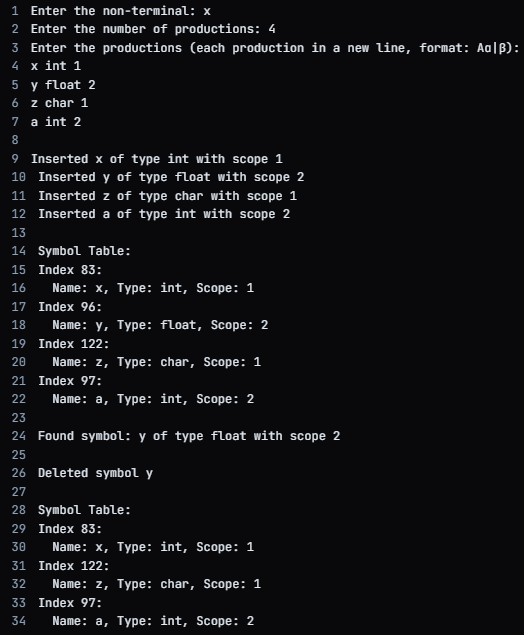 1 Enter the non-terminal: x
2 Enter the number of productions: 4
3 Enter the productions (each production in a new line, format: Aα|β):
4 x int 1
5 y float 2
6 z char 1
7 a int 2
8
9 Inserted x of type int with scope 1
10 Inserted y of type float with scope 2
11 Inserted z of type char with scope 1
12 Inserted a of type int with scope 2
13
14 Symbol Table:
15 Index 83:
16 Name: x, Type: int, Scope: 1
17 Index 96:
18 Name: y, Type: float, Scope: 2
19 Index 122:
20 Name: z, Type: char, Scope: 1
21 Index 97:
22 Name: a, Type: int, Scope: 2
23
24 Found symbol: y of type float with scope 2
25
26 Deleted symbol y
27
28 Symbol Table:
29 Index 83:
30 Name: x, Type: int, Scope: 1
31 Index 122:
32 Name: z, Type: char, Scope: 1
33 Index 97:
34 Name: a, Type: int, Scope: 2